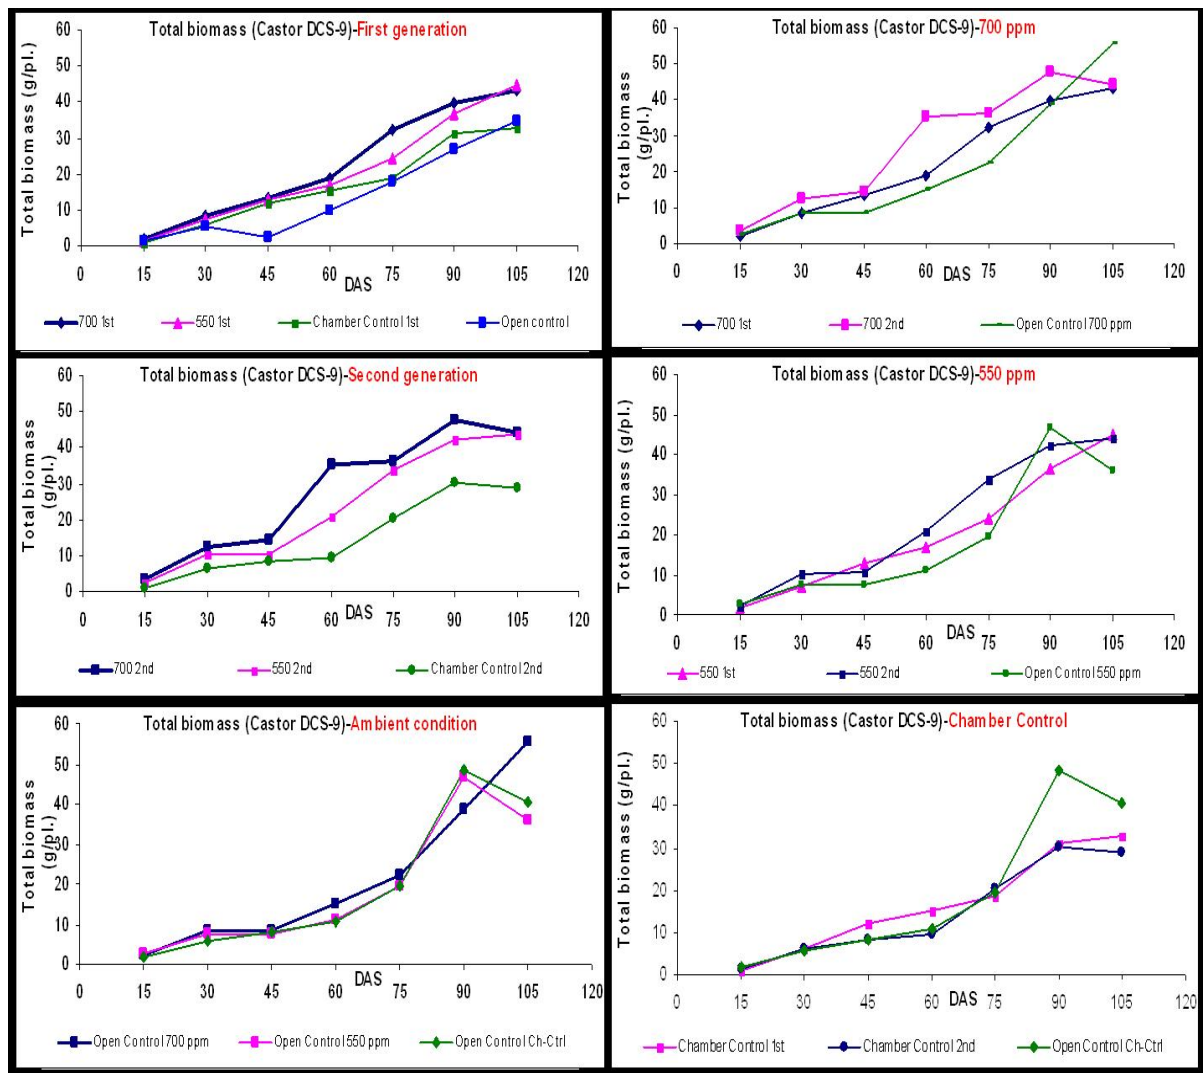 Total biomass (Castor DCS-9)-First generation
Total biomass (g/pl.)
60
50
40
30
20
10
0
0 15 30 45 60 75 90 105 120
DAS
700 1st 550 1st Chamber Control 1st Open control
Total biomass (Castor DCS-9)-700 ppm
Total biomass
(g/pl.)
60
50
40
30
20
10
0
0 15 30 45 60 75 90 105 120
DAS
700 1st 700 2nd Open Control 700 ppm
Total biomass (Castor DCS-9)-Second generation
Total biomass
(g/pl.)
60
50
40
30
20
10
0
0 15 30 45 60 75 90 105 120
DAS
700 2nd 550 2nd Chamber Control 2nd
Total biomass (Castor DCS-9)-550 ppm
Total biomass (g/pl.)
60
50
40
30
20
10
0
0 15 30 45 60 75 90 105 120
DAS
550 1st 550 2nd Open Control 550 ppm
Total biomass (Castor DCS-9)-Ambient condition
Total biomass
(g/pl.)
60
50
40
30
20
10
0
0 15 30 45 60 75 90 105 120
DAS
Open Control 700 ppm Open Control 550 ppm Open Control Ch-Ctrl
Total biomass (Castor DCS-9)-Chamber Control
Total biomass (g/pl.)
60
50
40
30
20
10
0
0 15 30 45 60 75 90 105 120
DAS
Chamber Control 1st Chamber Control 2nd Open Control Ch-Ctrl